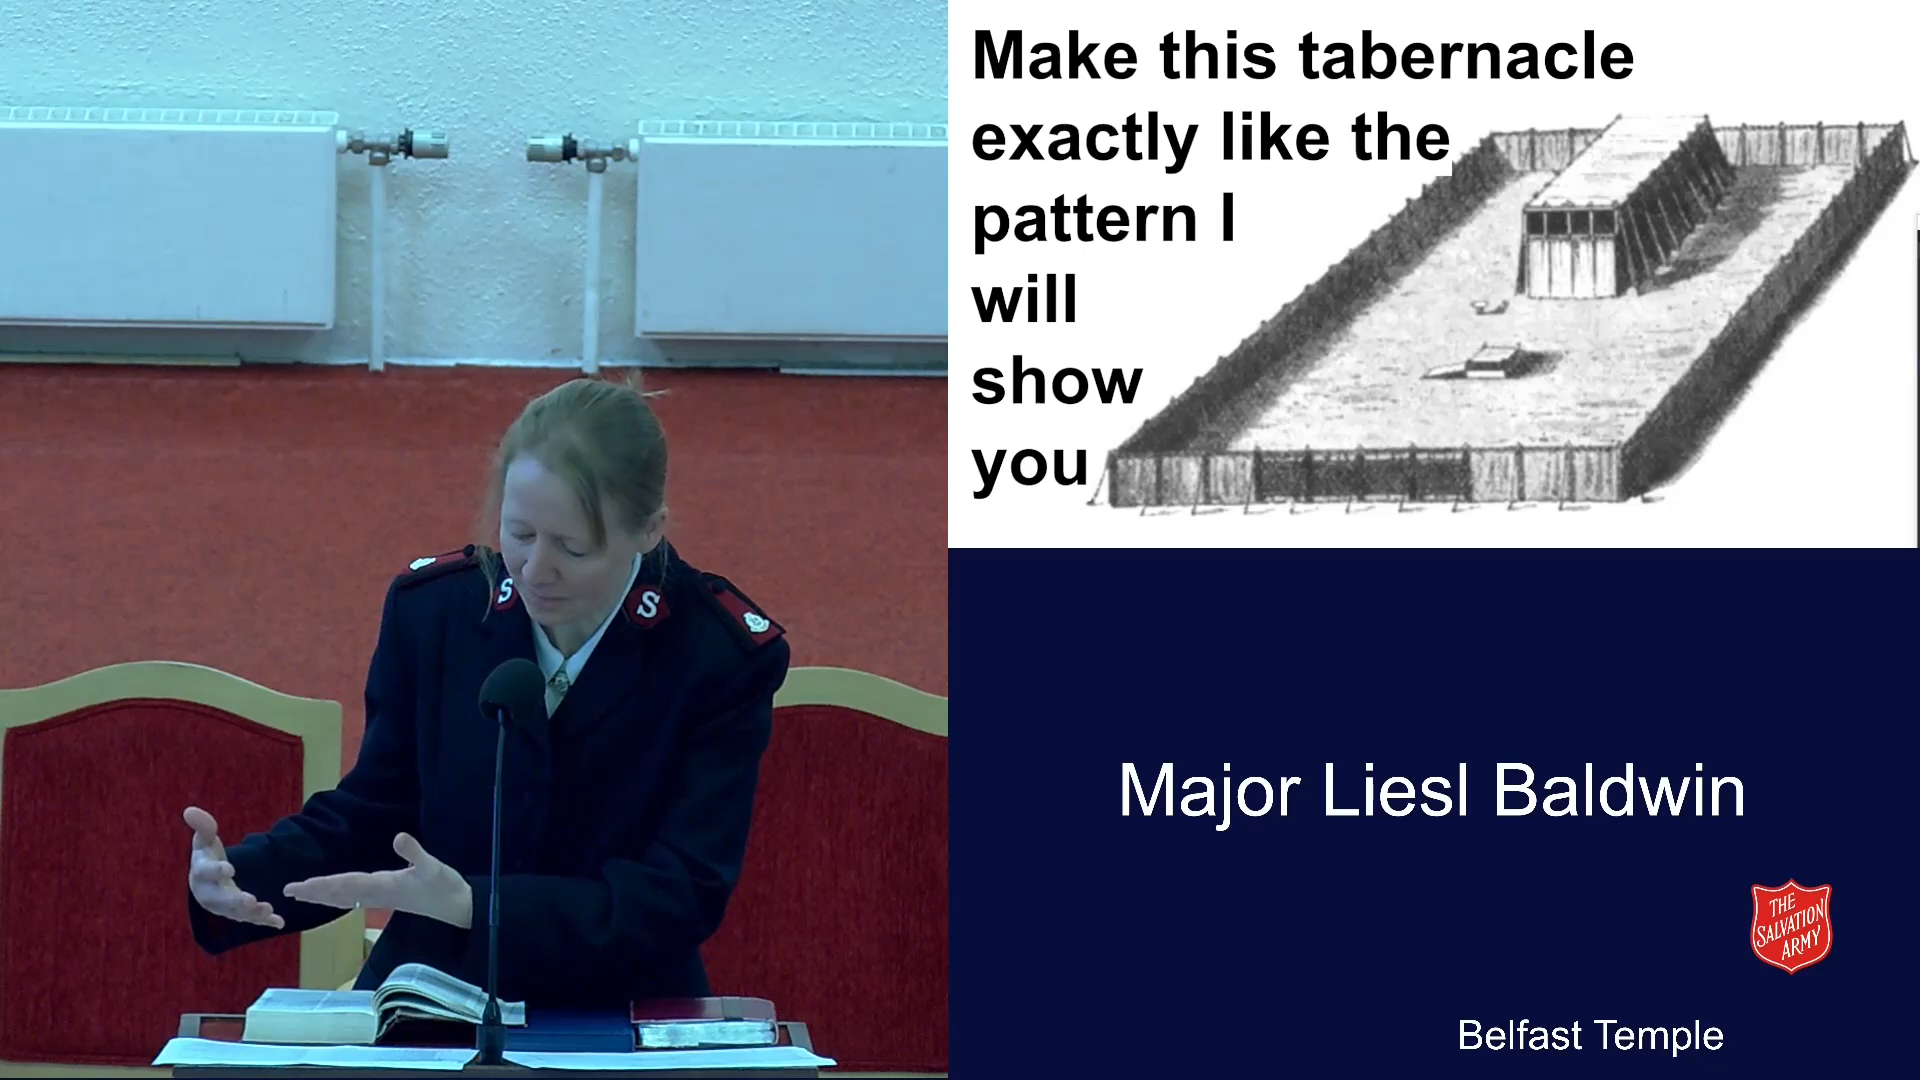 Make this tabernacle
exactly like the
pattern I
will
show
you
S
S
Major Liesl Baldwin
THE
SALVATION
ARMY
Belfast Temple